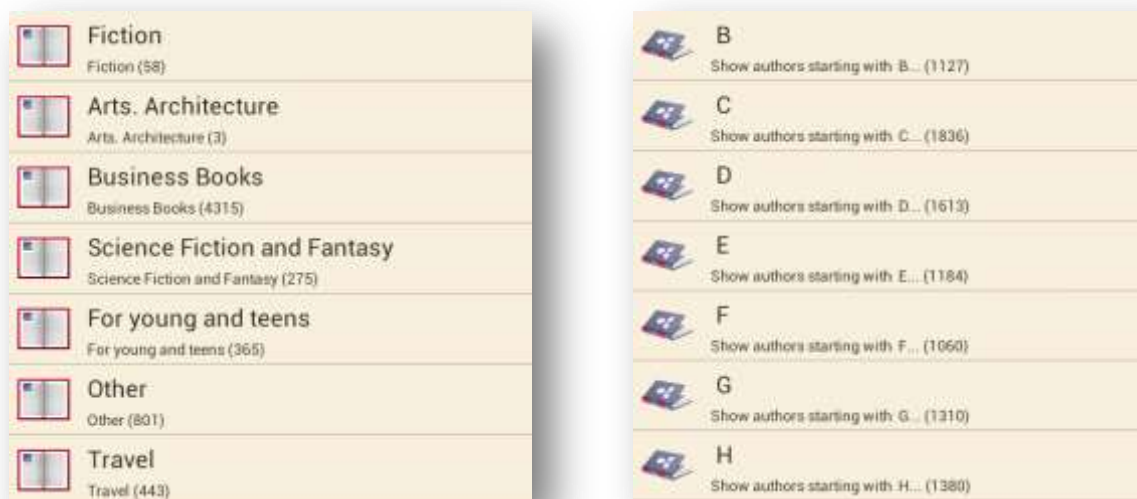 Fiction
Fiction (58)
Arts. Architecture
Arts. Architecture (3)
Business Books
Business Books (4315)
Science Fiction and Fantasy
Science Fiction and Fantasy (275)
For young and teens
For young and teens (365)
Other
Other (801)
Travel
Travel (443)
B
Show authors starting with B... (1127)
C
Show authors starting with C... (1836)
D
Show authors starting with D... (1613)
E
Show authors starting with E... (1184)
F
Show authors starting with F... (1060)
G
Show authors starting with G... (1310)
H
Show authors starting with H... (1380)